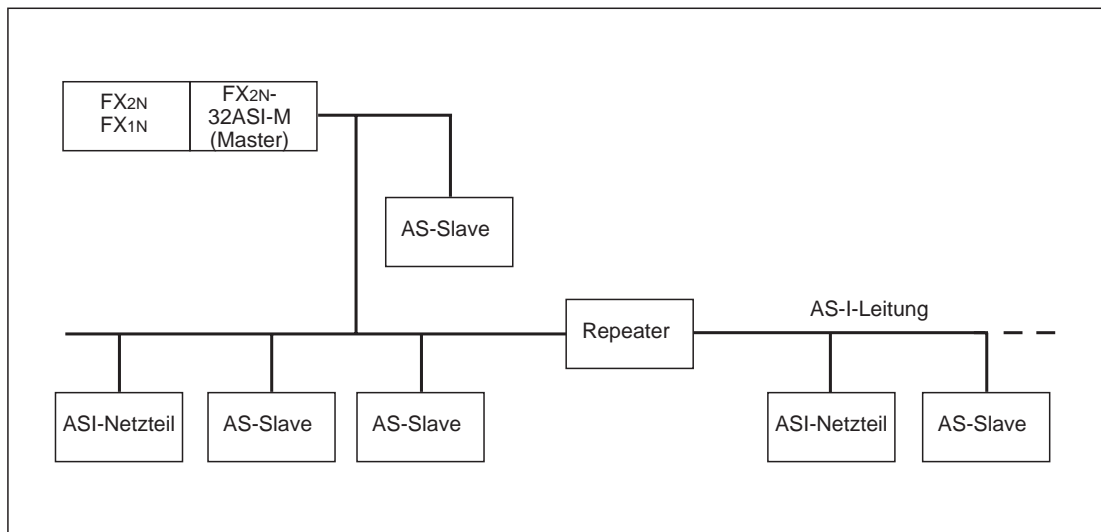 FX2N
FX1N
FX2N-
32ASI-M
(Master)
AS-Slave
Repeater
AS-I-Leitung
ASI-Netzteil
AS-Slave
AS-Slave
ASI-Netzteil
AS-Slave